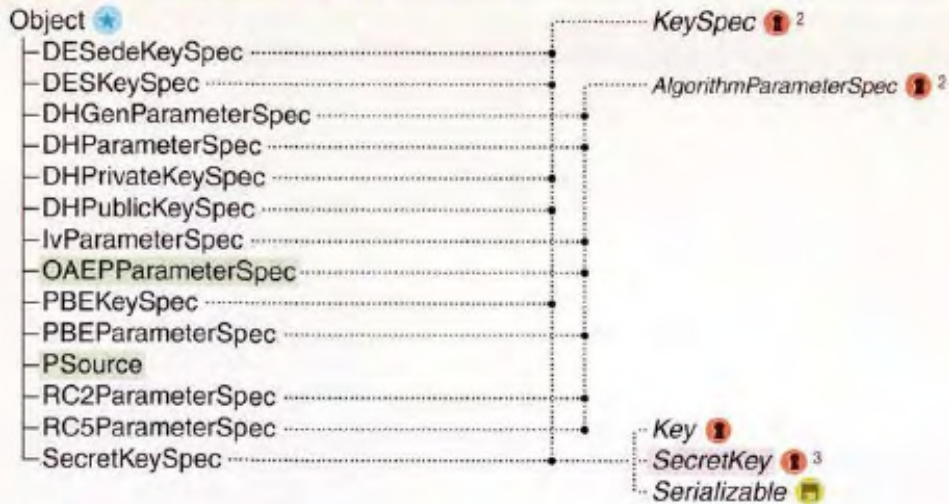 Object KeySpec 2
DESedeKeySpec
DESKeySpec AlgorithmParameterSpec 2
DHGenParameterSpec
DHParameterSpec
DHPrivateKeySpec
DHPublicKeySpec
IvParameterSpec
OAEPParameterSpec
PBEKeySpec
PBEParameterSpec
PSource
RC2ParameterSpec
RC5ParameterSpec Key
SecretKeySpec SecretKey 3
Serializable